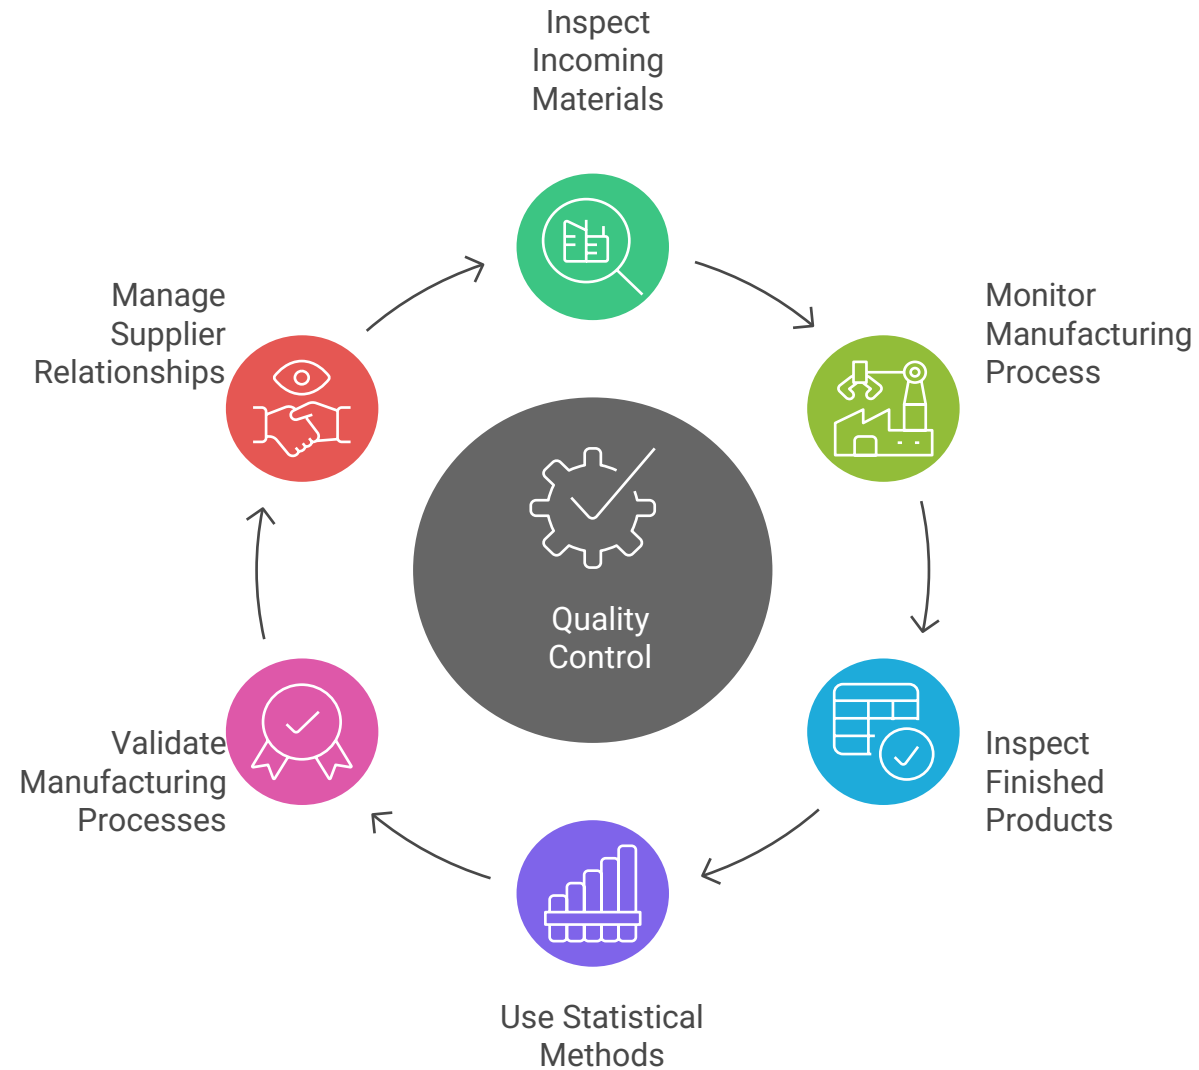 Inspect
Incoming
Materials
Monitor
Manufacturing
Process
Inspect
Finished
Products
Use Statistical
Methods
Validate
Manufacturing
Processes
Manage
Supplier
Relationships
Quality
Control